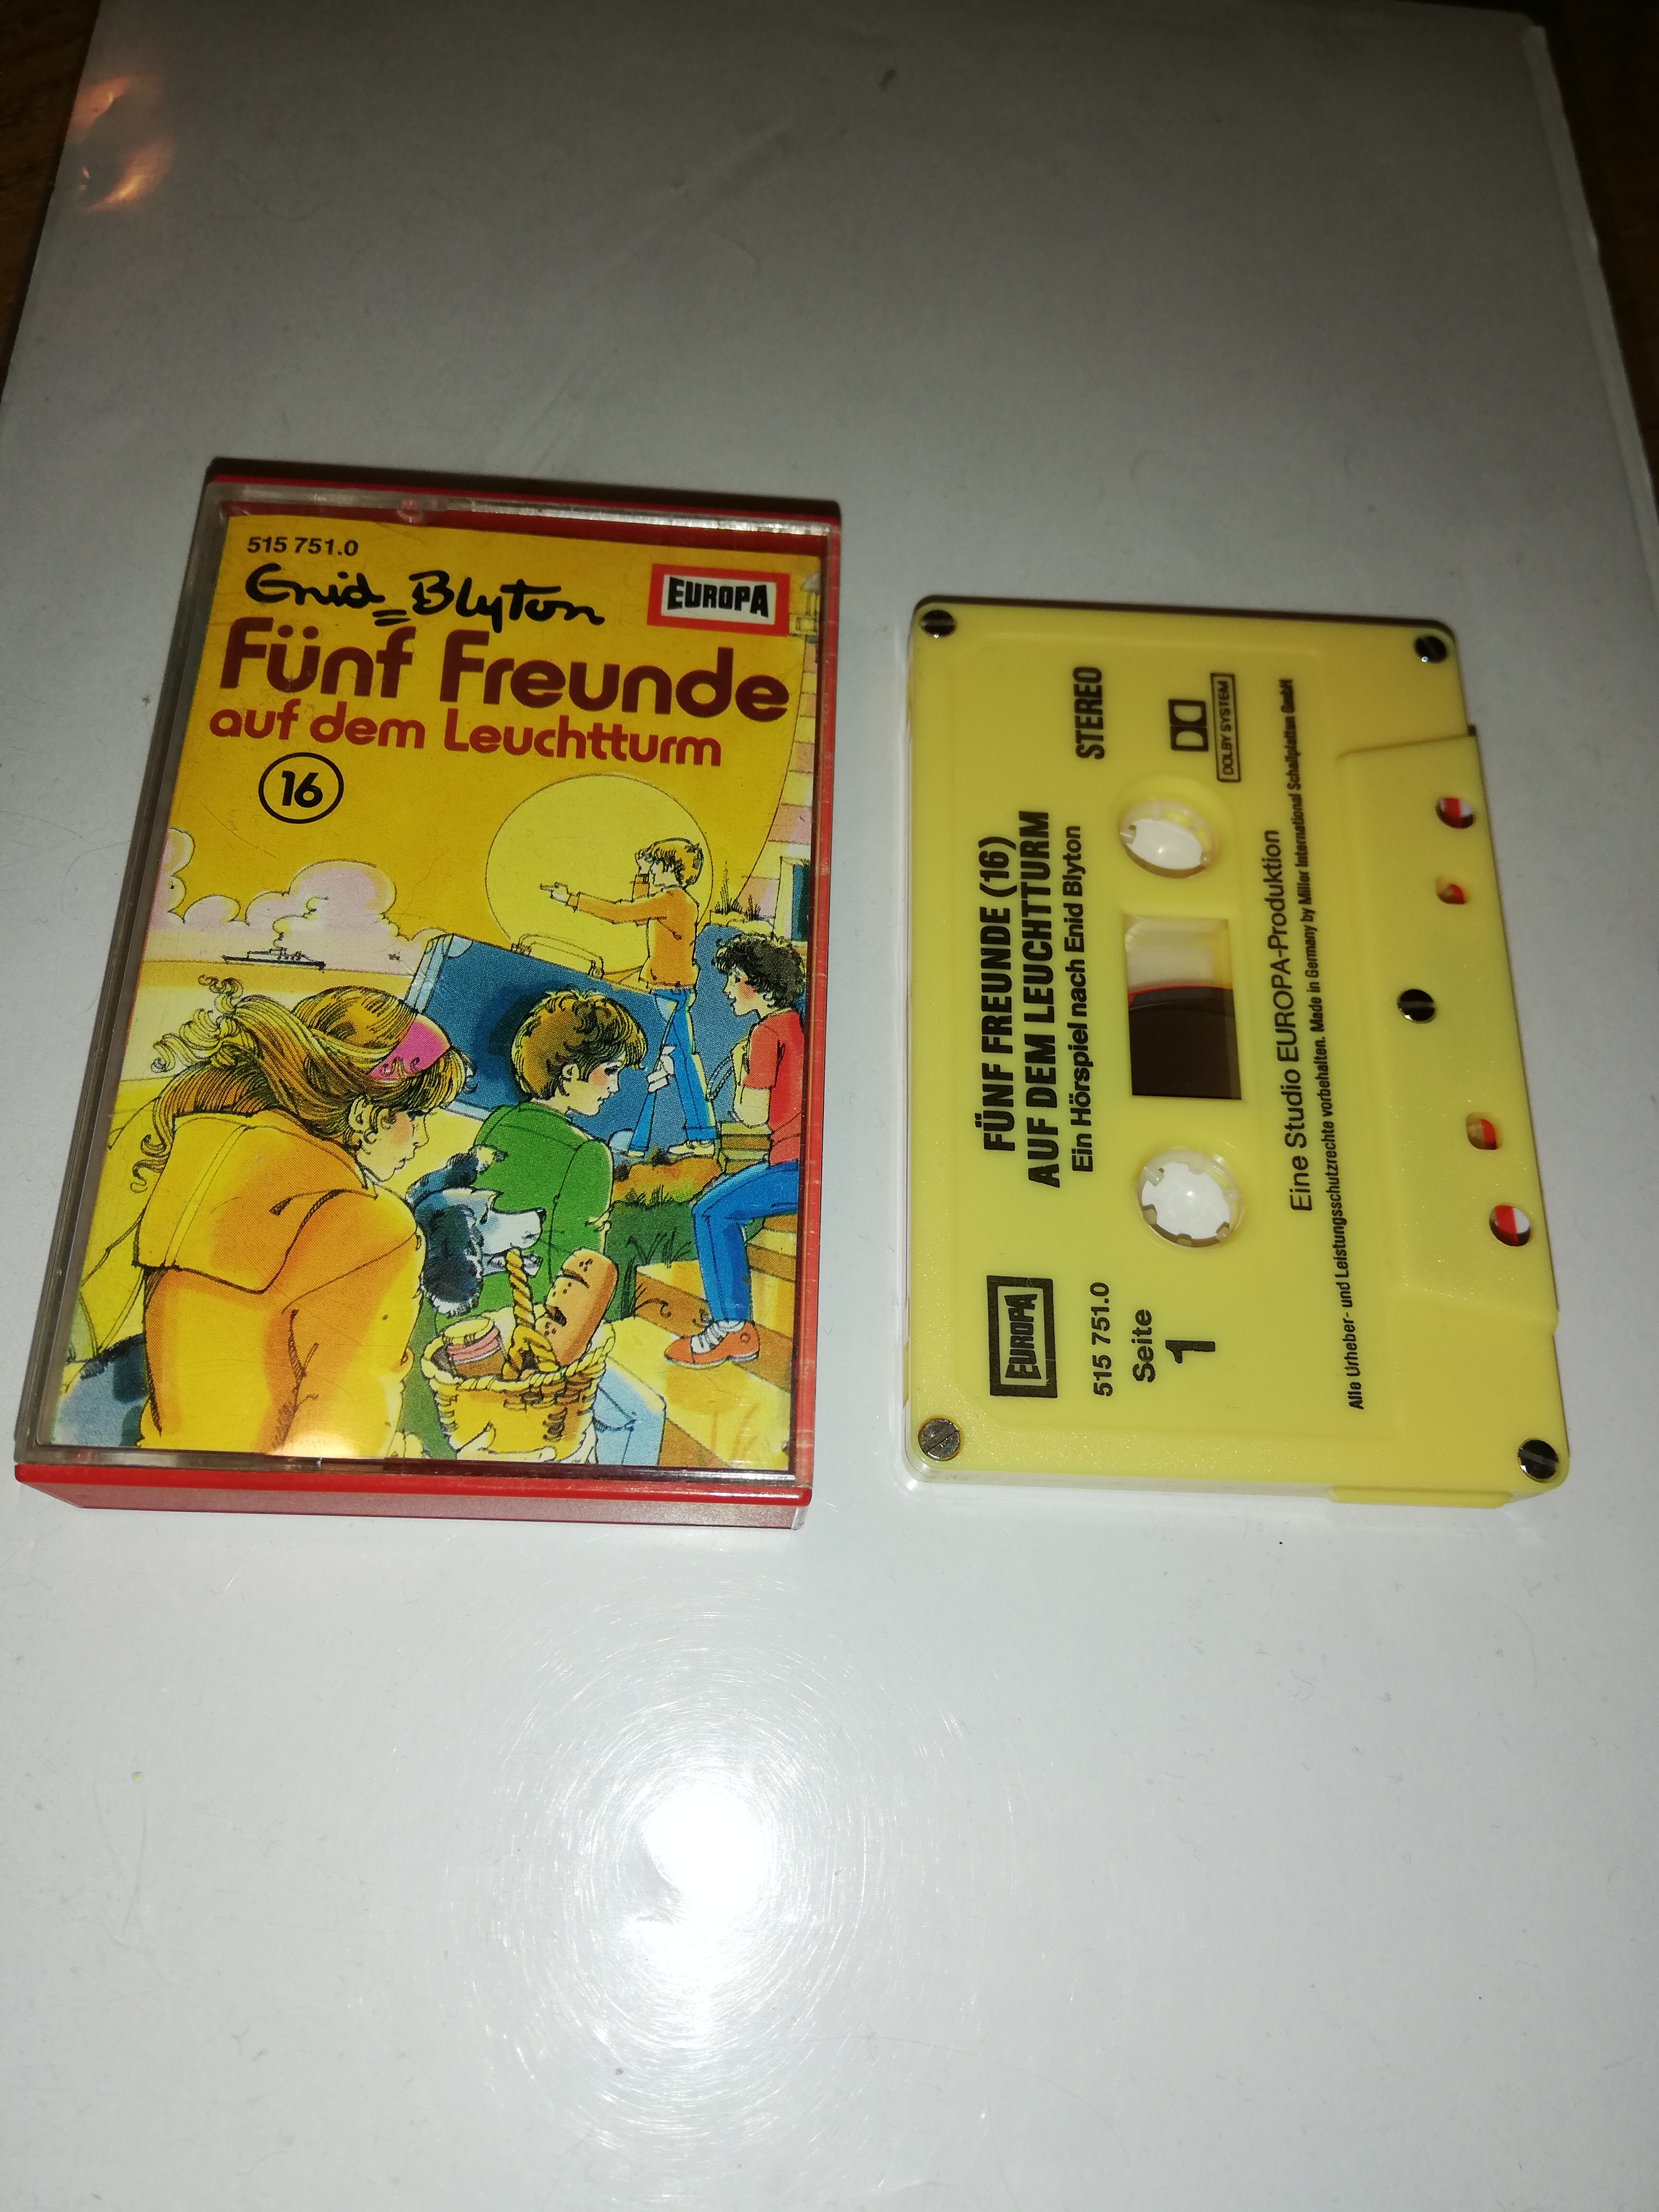 515 751.0
Enid Blyton
EUROPA
Fünf Freunde
auf dem Leuchtturm
16
FÜNF FREUNDE (16)
AUF DEM LEUCHTTURM
Ein Hörspiel nach Enid Blyton
STEREO
EUROPA
515 751.0
Seite
1
DOLBY SYSTEM
Eine Studio EUROPA-Produktion
Alle Urheber- und Leistungsschutzrechte vorbehalten. Made in Germany by Miller International Schallplatten GmbH